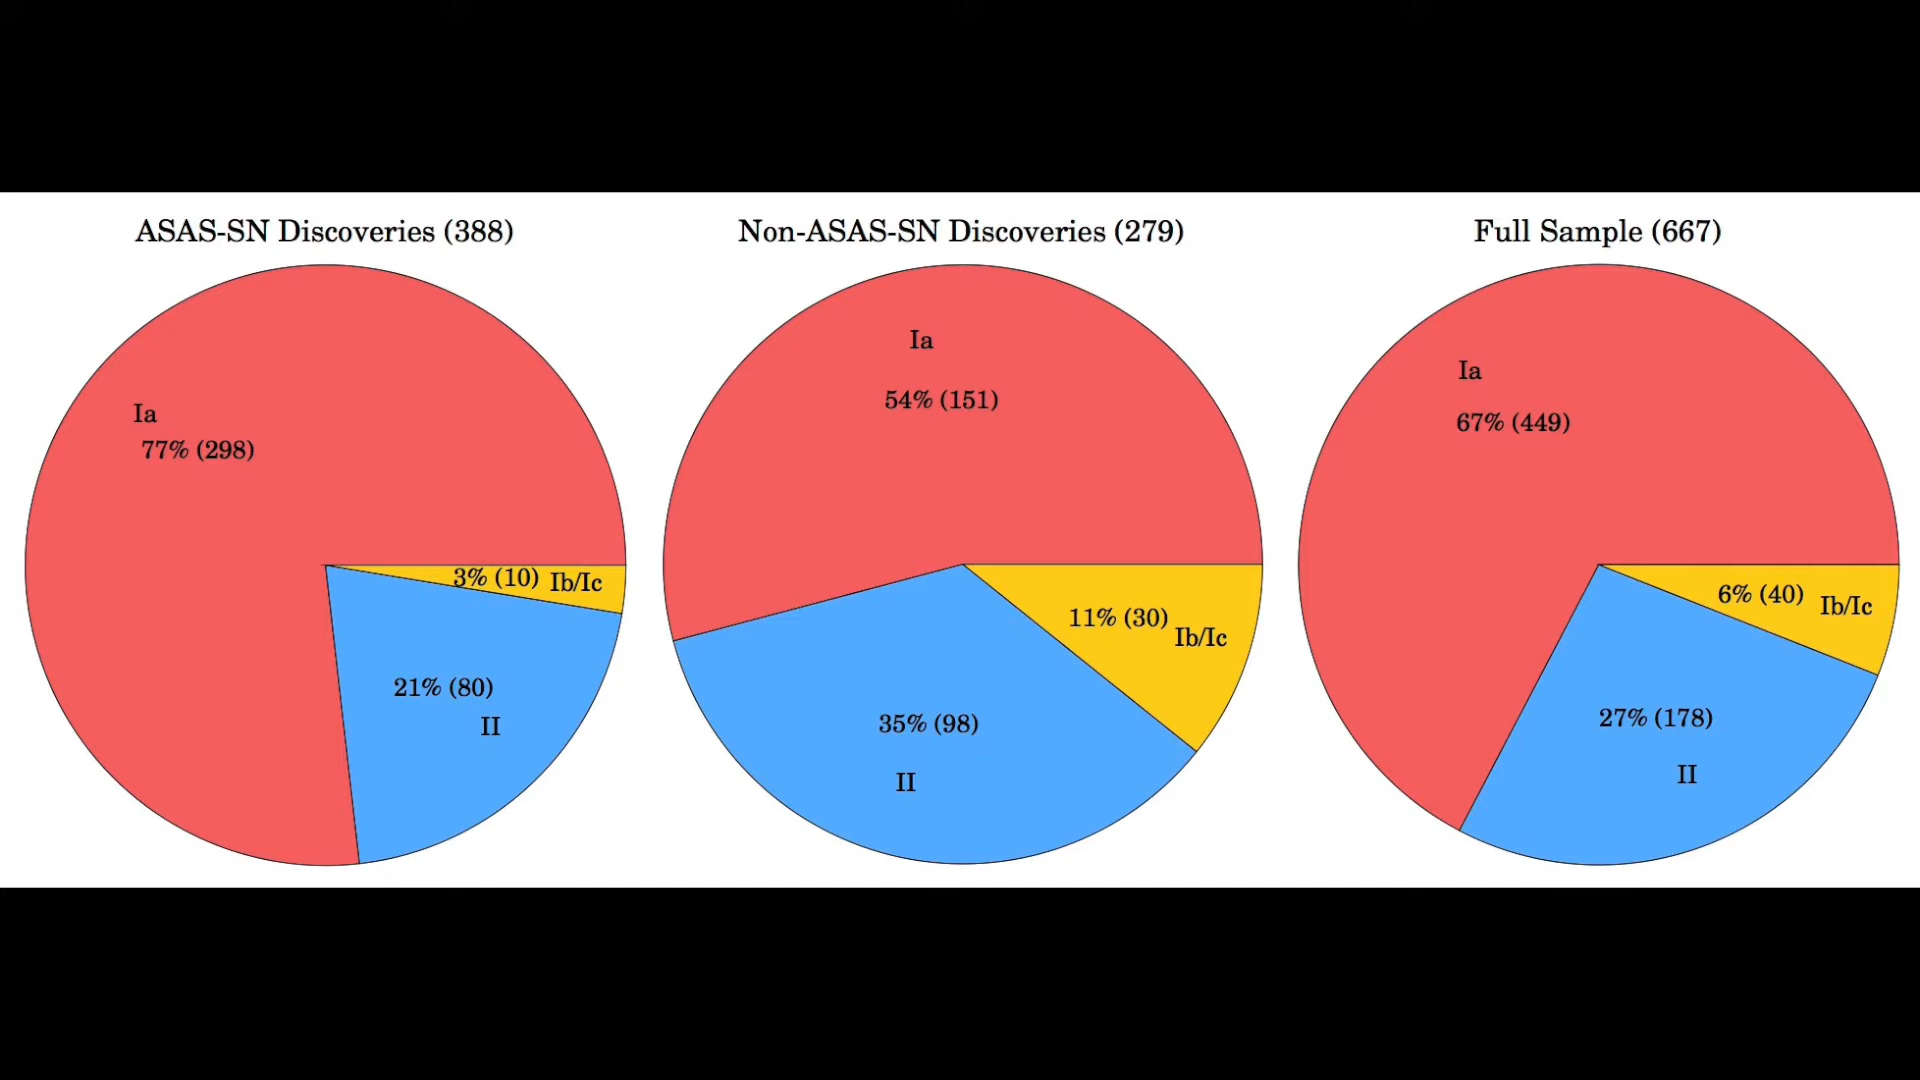 ASAS-SN Discoveries (388)
Ia
77% (298)
3% (10) Ib/Ic
21% (80)
II
Non-ASAS-SN Discoveries (279)
Ia
54% (151)
11% (30)
Ib/Ic
35% (98)
II
Full Sample (667)
Ia
67% (449)
6% (40) Ib/Ic
27% (178)
II